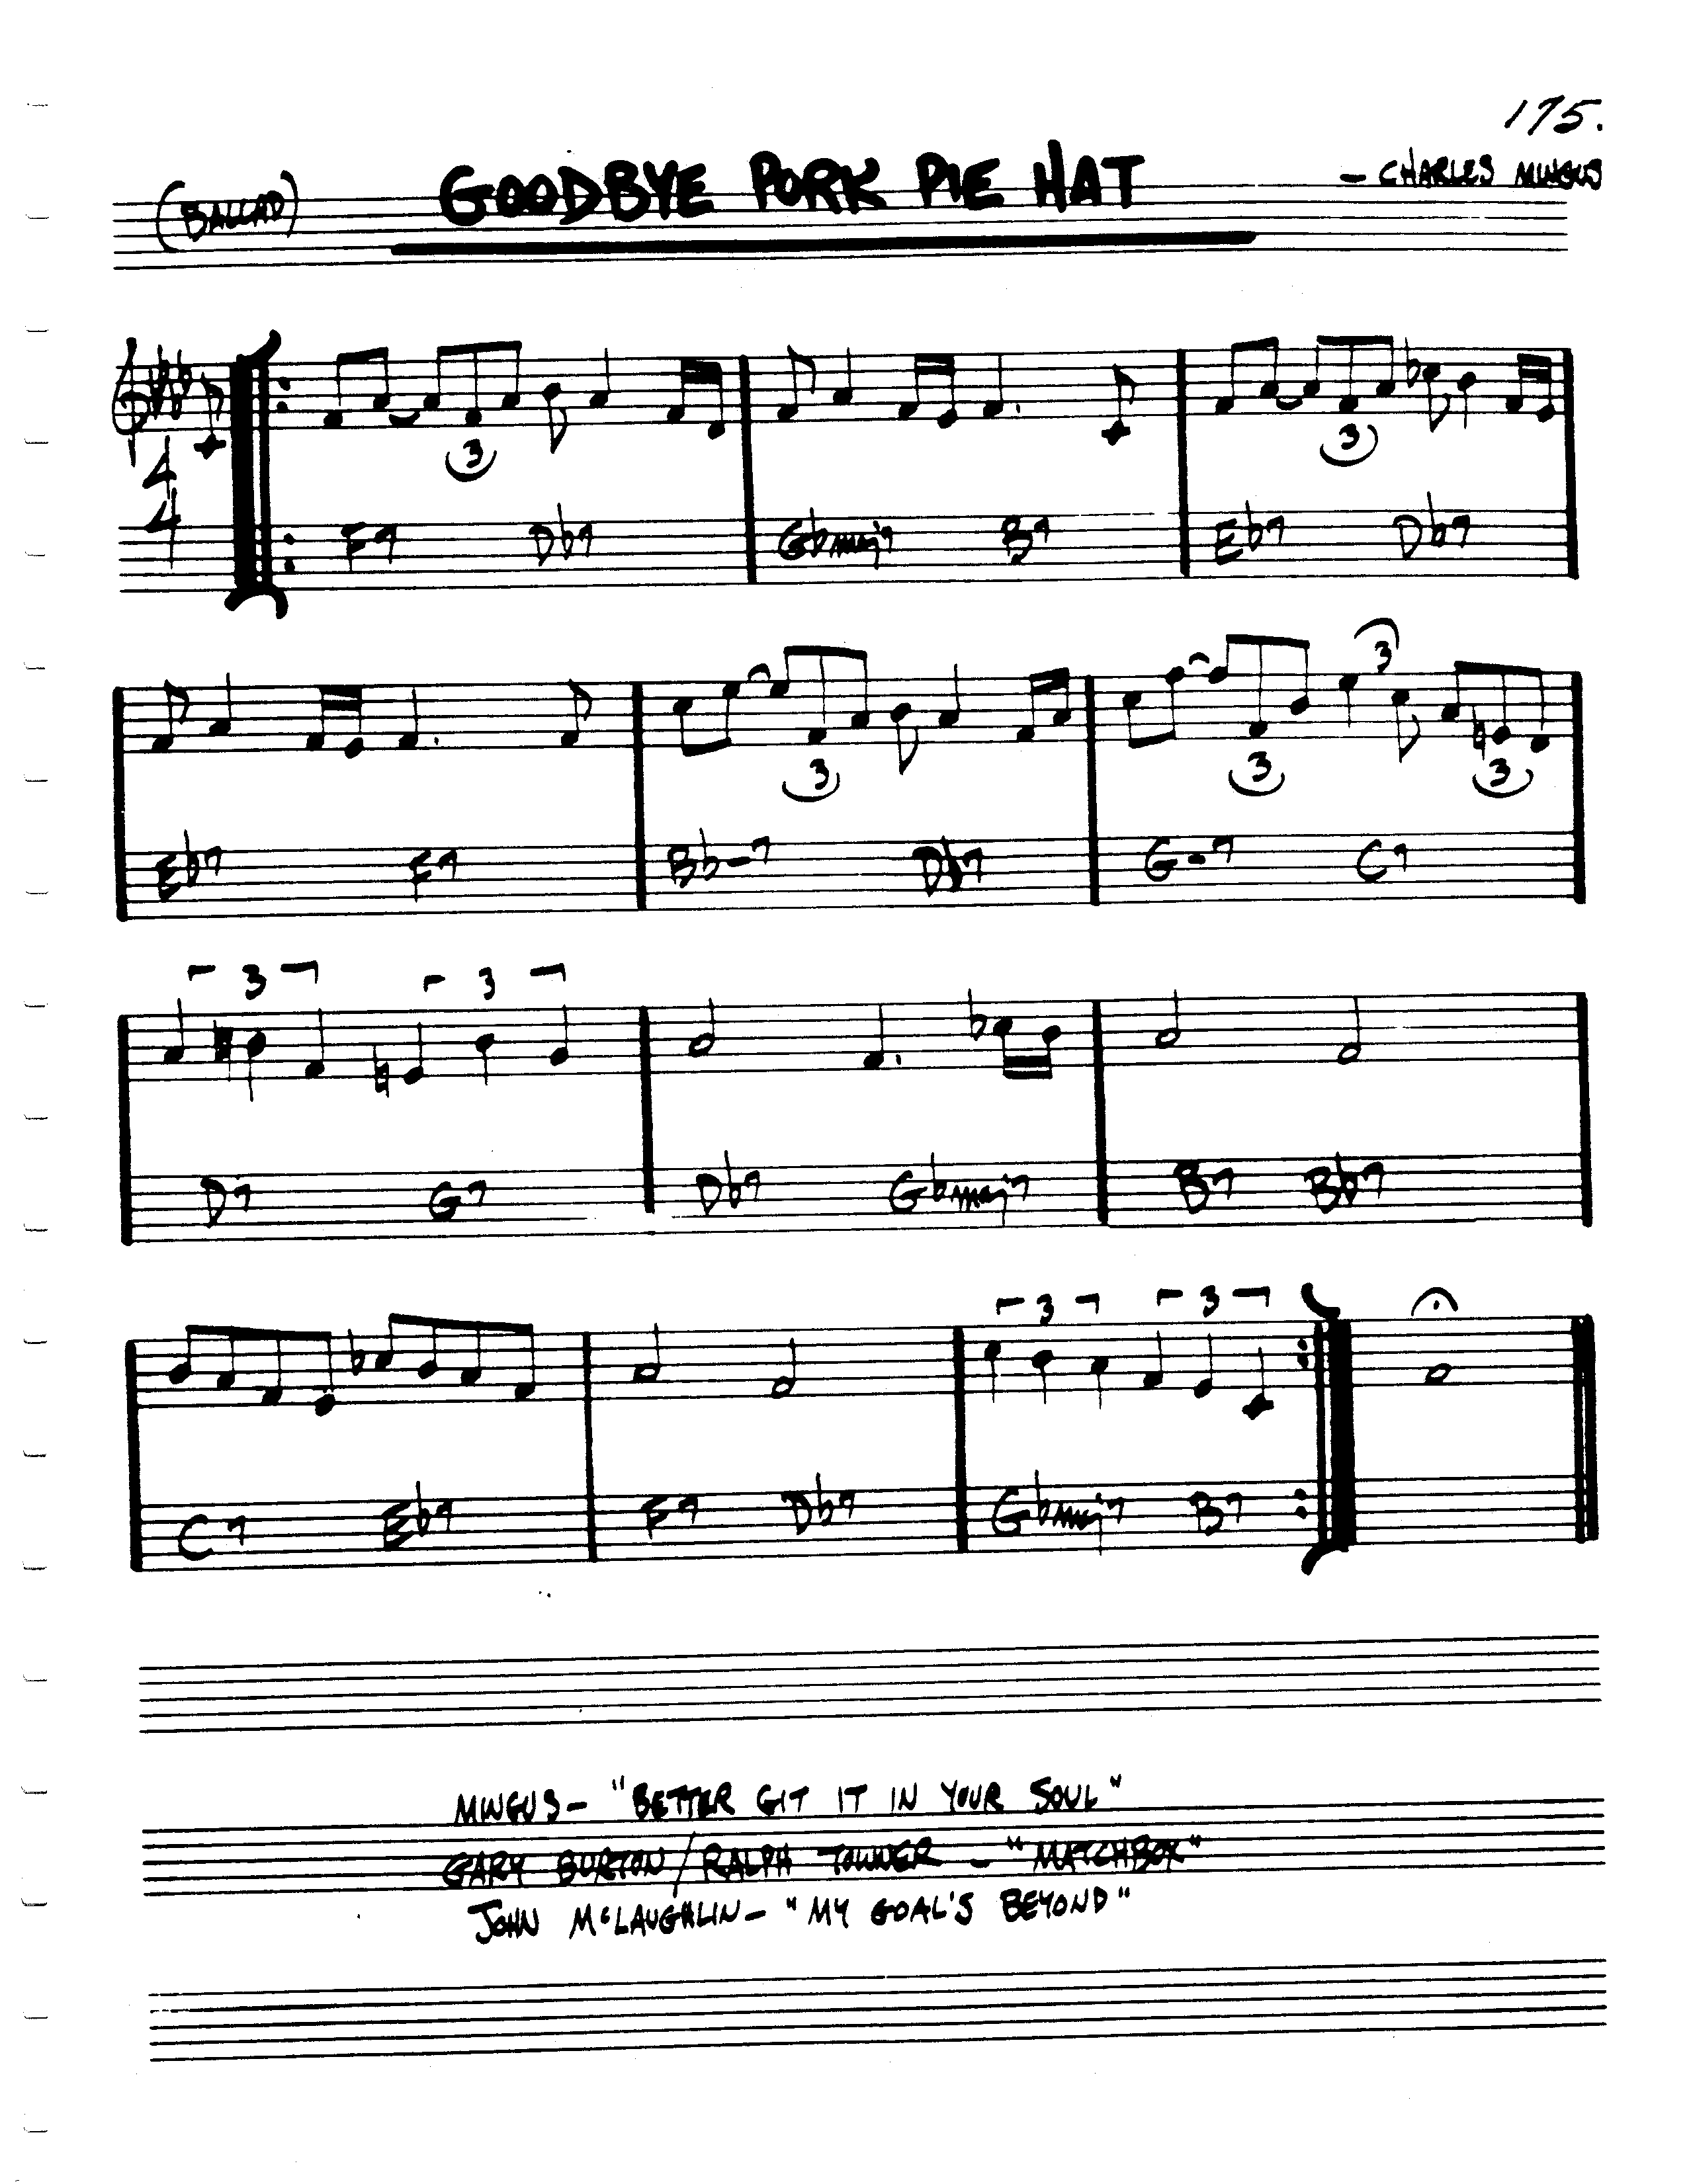 175.
(BALLAD) GOODBYE PORK PIE HAT – CHARLES MINGUS
3 3
4
4
F7 Db7 Gbmaj7 B7 Eb7 Db7
3
3 3 3
Eb7 F7 Bb-7 Db7 G-7 C7
3 3
D7 G7 Db7 Gbmaj7 B7 Bb7
3 3
C7 Eb7 F7 Db7 Gbmaj7 B7
MINGUS – "BETTER GIT IT IN YOUR SOUL"
GARY BURTON/RALPH TOWNER – "MATCHBOX"
JOHN McLAUGHLIN – "MY GOAL'S BEYOND"